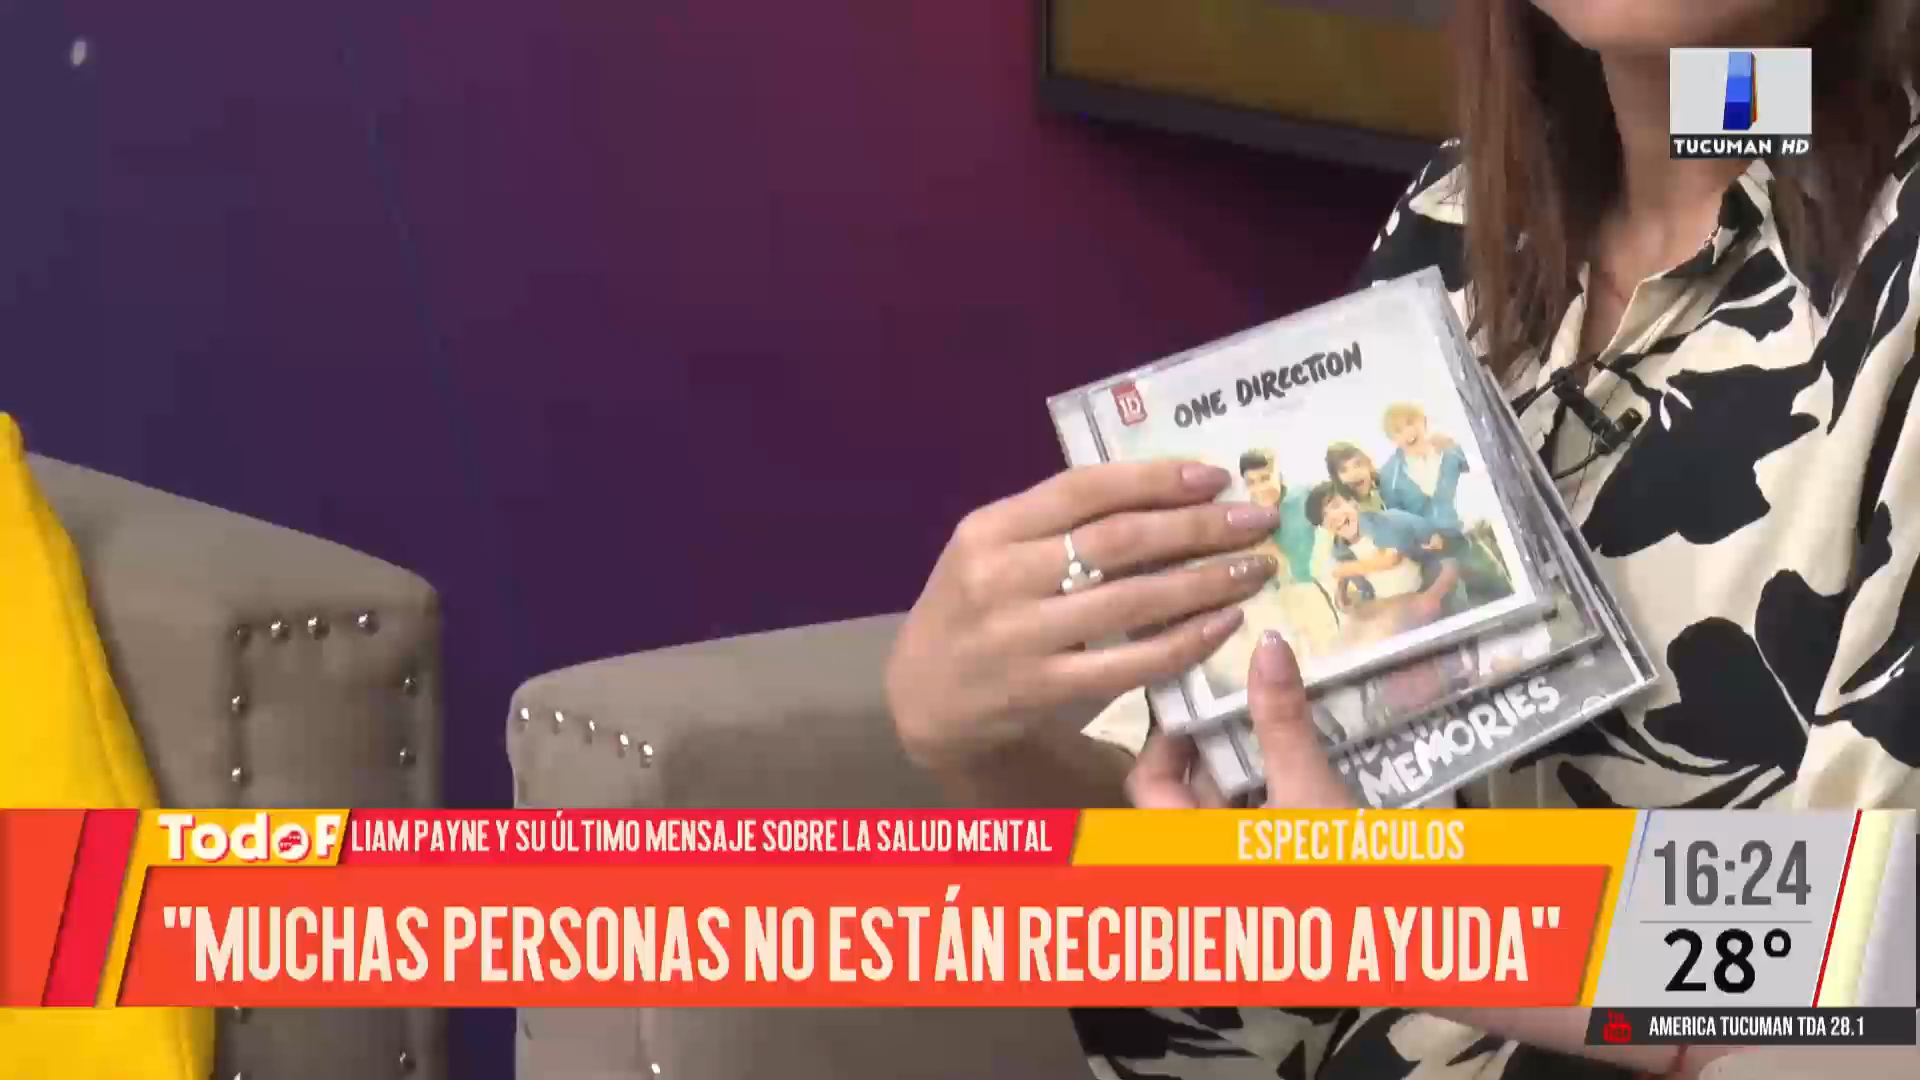 TUCUMAN HD
1D
ONE DIRECTION
MEMORIES
TodoF
LIAM PAYNE Y SU ÚLTIMO MENSAJE SOBRE LA SALUD MENTAL
ESPECTÁCULOS
"MUCHAS PERSONAS NO ESTÁN RECIBIENDO AYUDA"
16:24
28°
AMERICA TUCUMAN TDA 28.1